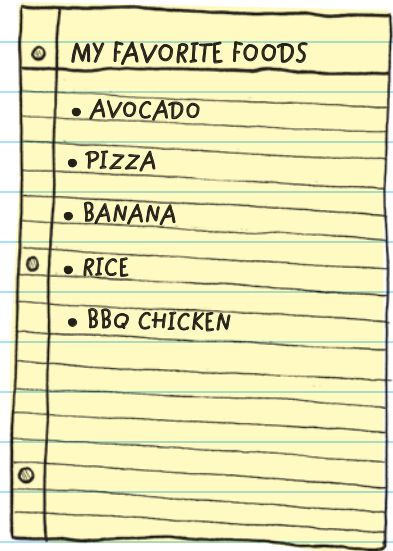 MY FAVORITE FOODS
• AVOCADO
• PIZZA
• BANANA
• RICE
• BBQ CHICKEN